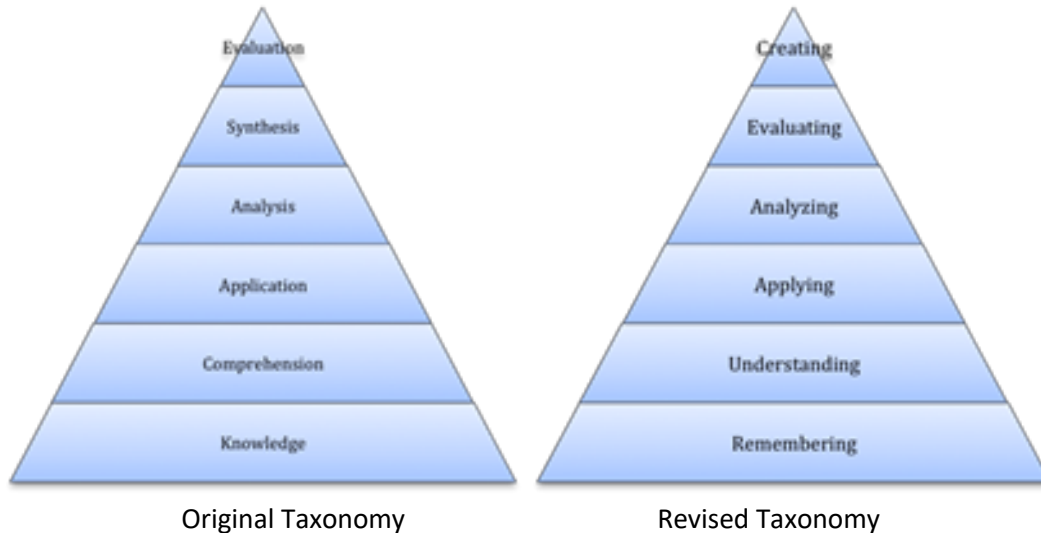 Evaluation
Synthesis
Analysis
Application
Comprehension
Knowledge
Original Taxonomy
Creating
Evaluating
Analyzing
Applying
Understanding
Remembering
Revised Taxonomy